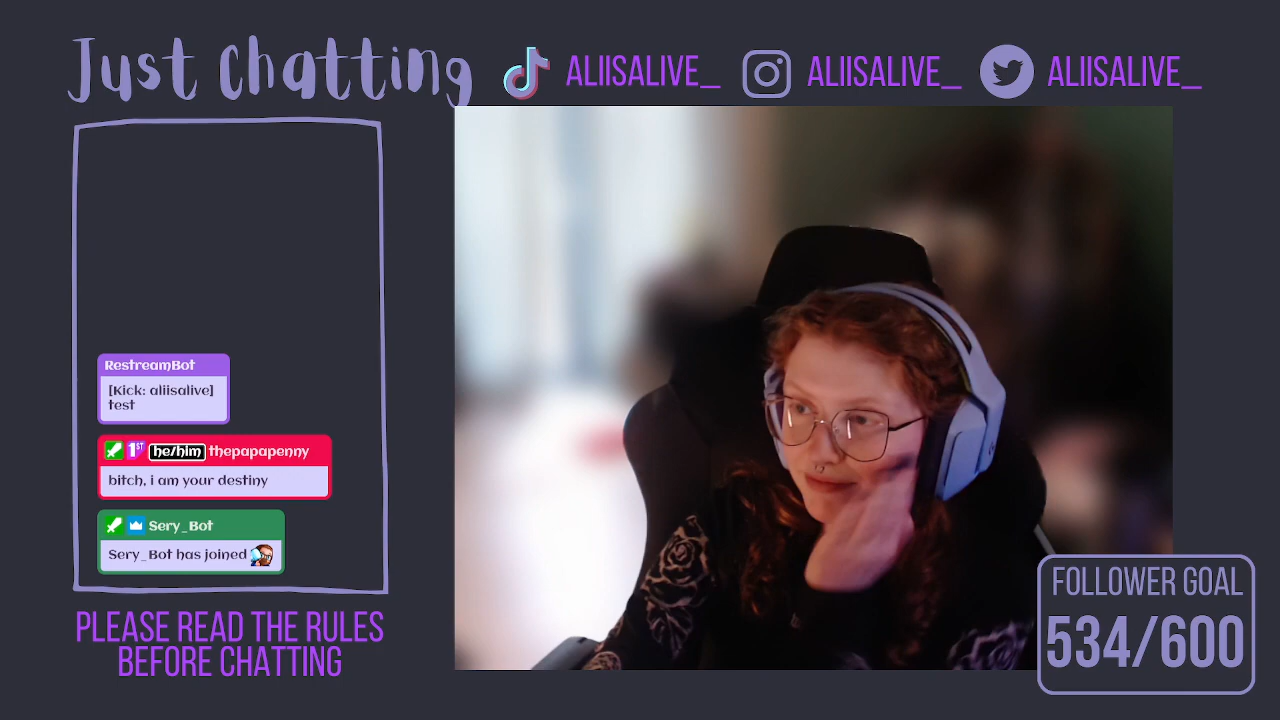 Just Chatting
ALIISALIVE_
ALIISALIVE_
ALIISALIVE_
RestreamBot
[Kick: aliisalive]
test
1ST he/him thepapapenny
bitch, i am your destiny
Sery_Bot
Sery_Bot has joined
PLEASE READ THE RULES
BEFORE CHATTING
FOLLOWER GOAL
534/600